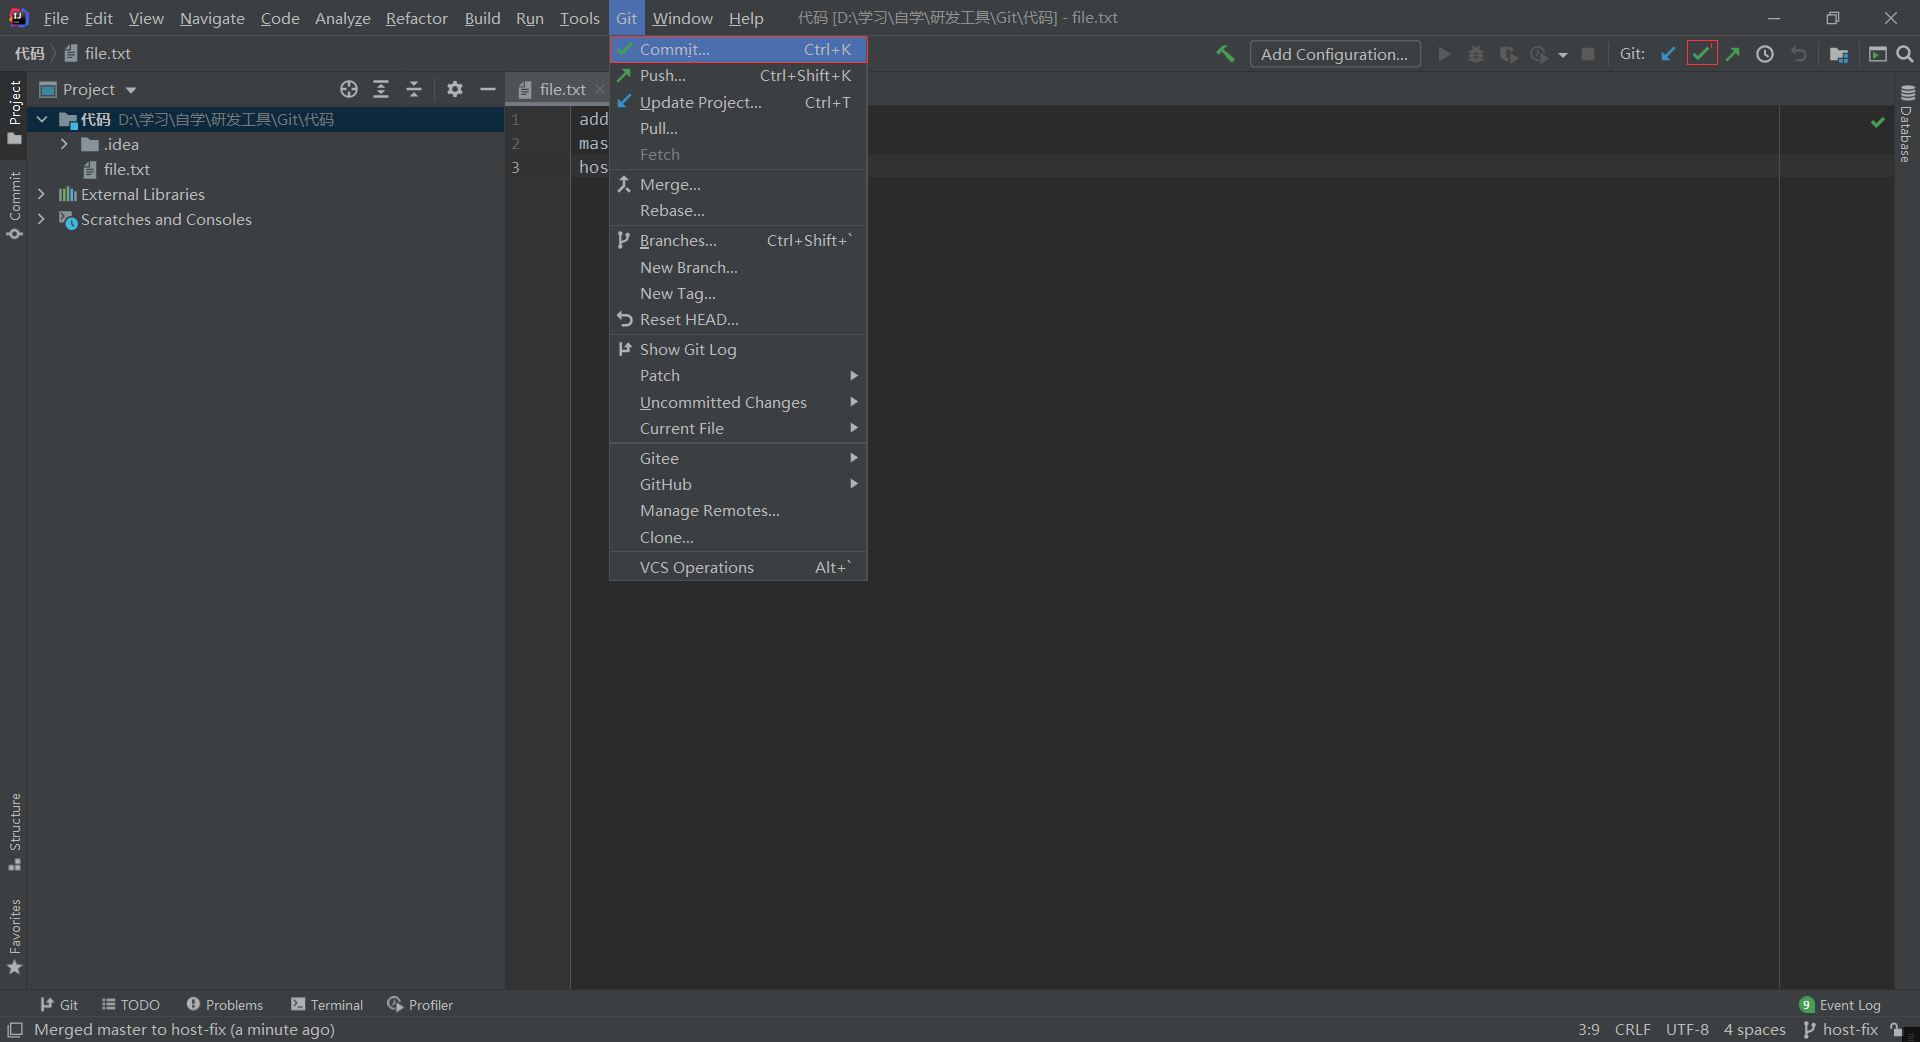 File Edit View Navigate Code Analyze Refactor Build Run Tools Git Window Help 代码 [D:\学习\自学\研发工具\Git\代码] - file.txt
代码 file.txt
Add Configuration... Git:
Project
file.txt
代码 D:\学习\自学\研发工具\Git\代码
.idea
file.txt
External Libraries
Scratches and Consoles
1 add
2 mas
3 hos
Commit... Ctrl+K
Push... Ctrl+Shift+K
Update Project... Ctrl+T
Pull...
Fetch
Merge...
Rebase...
Branches... Ctrl+Shift+`
New Branch...
New Tag...
Reset HEAD...
Show Git Log
Patch
Uncommitted Changes
Current File
Gitee
GitHub
Manage Remotes...
Clone...
VCS Operations Alt+`
Project
Commit
Structure
Favorites
Database
Git TODO Problems Terminal Profiler 9 Event Log
Merged master to host-fix (a minute ago) 3:9 CRLF UTF-8 4 spaces host-fix